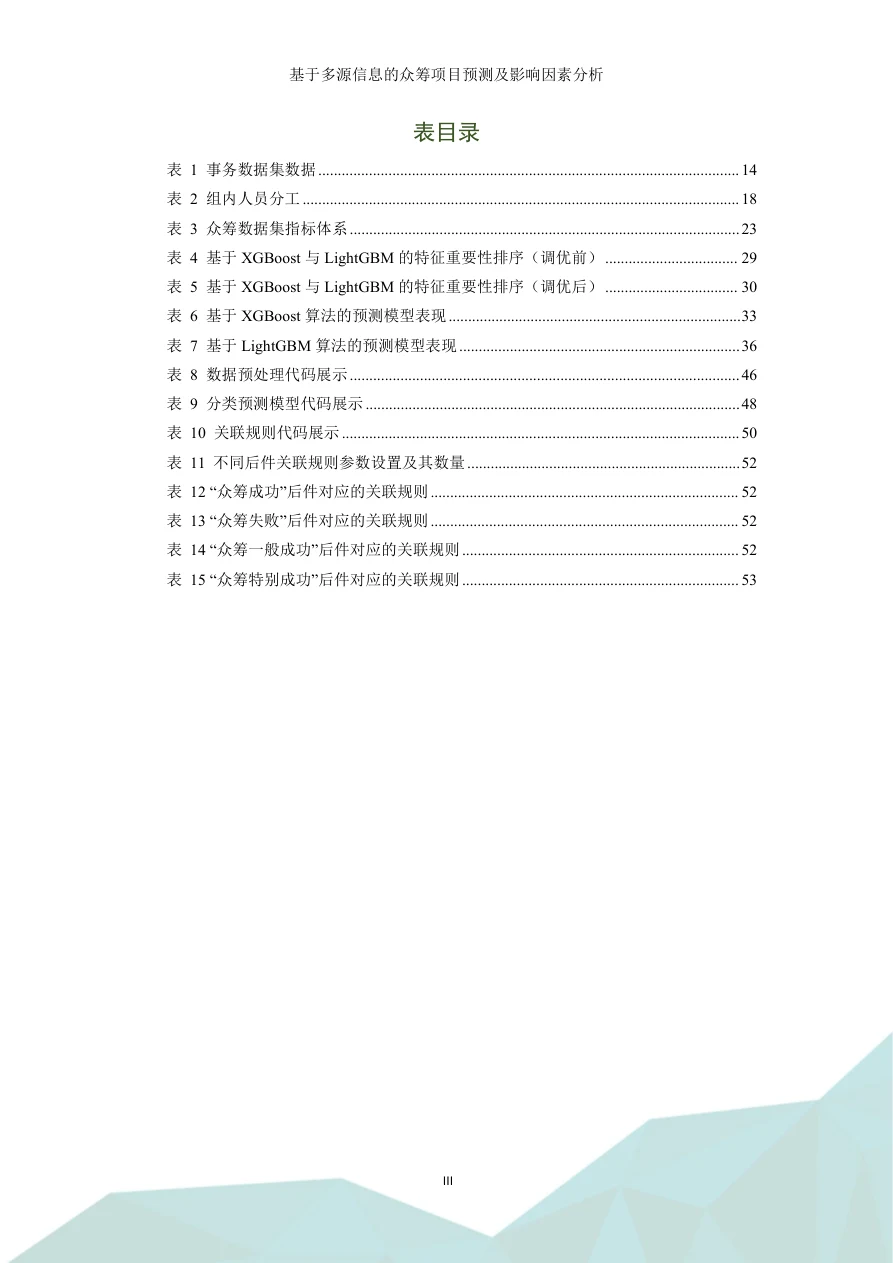 基于多源信息的众筹项目预测及影响因素分析
表目录
表 1 事务数据集数据 14
表 2 组内人员分工 18
表 3 众筹数据集指标体系 23
表 4 基于 XGBoost 与 LightGBM 的特征重要性排序（调优前） 29
表 5 基于 XGBoost 与 LightGBM 的特征重要性排序（调优后） 30
表 6 基于 XGBoost 算法的预测模型表现 33
表 7 基于 LightGBM 算法的预测模型表现 36
表 8 数据预处理代码展示 46
表 9 分类预测模型代码展示 48
表 10 关联规则代码展示 50
表 11 不同后件关联规则参数设置及其数量 52
表 12 “众筹成功”后件对应的关联规则 52
表 13 “众筹失败”后件对应的关联规则 52
表 14 “众筹一般成功”后件对应的关联规则 52
表 15 “众筹特别成功”后件对应的关联规则 53
III